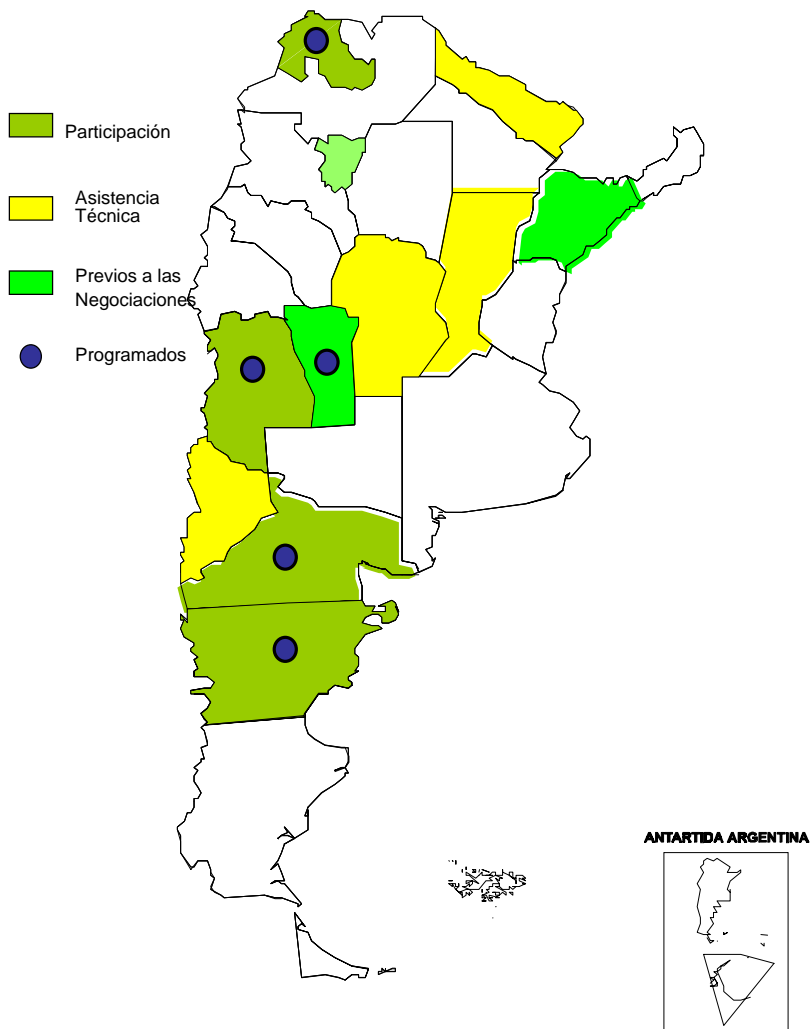 Participación
Asistencia
Técnica
Previos a las
Negociaciones
Programados
ANTARTIDA ARGENTINA